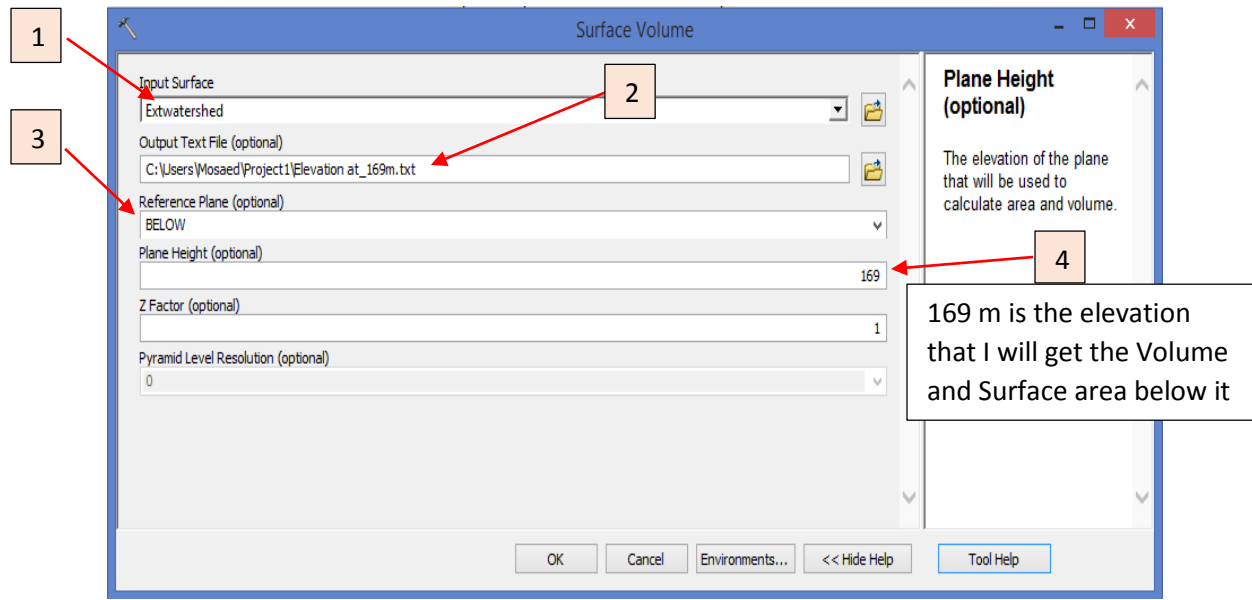 Surface Volume
1
Input Surface
Extwatershed
2
Output Text File (optional)
C:\Users\Mosaed\Project1\Elevation at_169m.txt
3
Reference Plane (optional)
BELOW
Plane Height (optional)
169
4
Z Factor (optional)
1
Pyramid Level Resolution (optional)
0
Plane Height
(optional)
The elevation of the plane
that will be used to
calculate area and volume.
169 m is the elevation
that I will get the Volume
and Surface area below it
OK
Cancel
Environments...
<< Hide Help
Tool Help